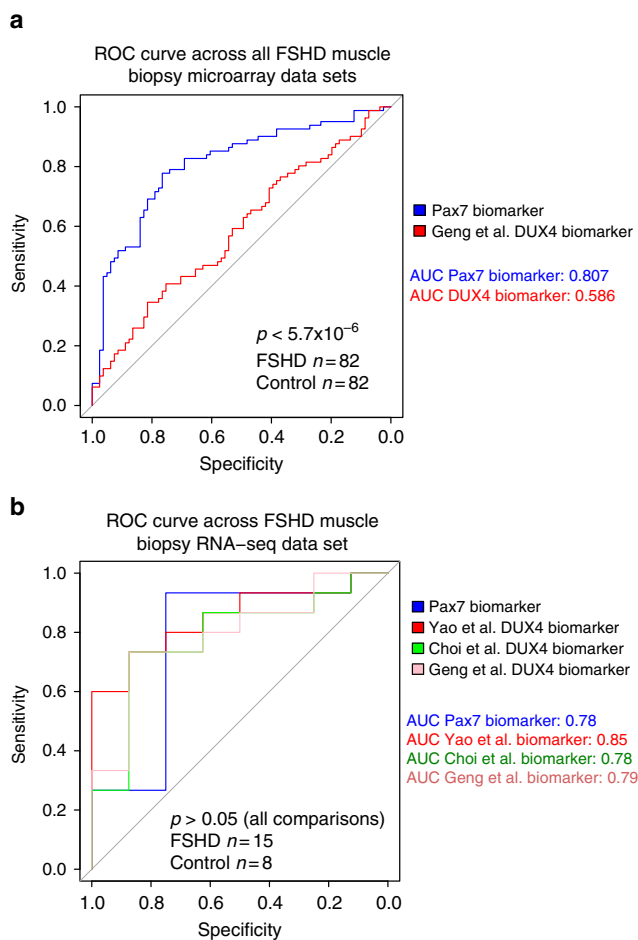 a
ROC curve across all FSHD muscle
biopsy microarray data sets
1.0
0.8
0.6
0.4
0.2
0.0
Sensitivity
p < 5.7x10⁻⁶
FSHD n=82
Control n=82
1.0 0.8 0.6 0.4 0.2 0.0
Specificity
Pax7 biomarker
Geng et al. DUX4 biomarker
AUC Pax7 biomarker: 0.807
AUC DUX4 biomarker: 0.586
b
ROC curve across FSHD muscle
biopsy RNA−seq data set
1.0
0.8
0.6
0.4
0.2
0.0
Sensitivity
p > 0.05 (all comparisons)
FSHD n=15
Control n=8
1.0 0.8 0.6 0.4 0.2 0.0
Specificity
Pax7 biomarker
Yao et al. DUX4 biomarker
Choi et al. DUX4 biomarker
Geng et al. DUX4 biomarker
AUC Pax7 biomarker: 0.78
AUC Yao et al. biomarker: 0.85
AUC Choi et al. biomarker: 0.78
AUC Geng et al. biomarker: 0.79